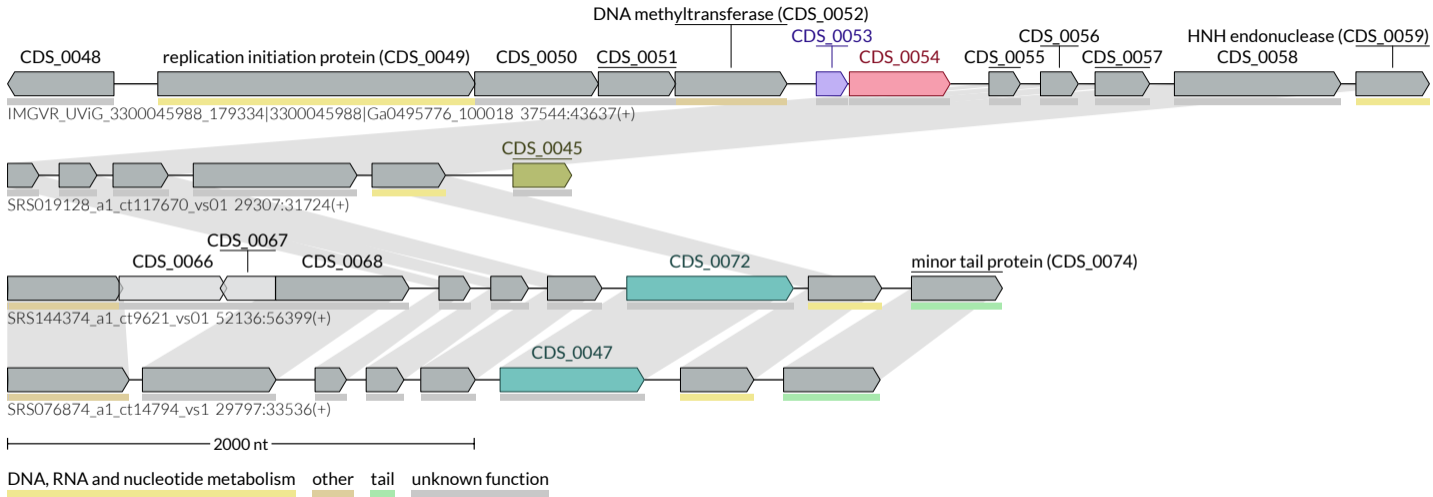 DNA methyltransferase (CDS_0052)
CDS_0053 CDS_0056
CDS_0048 replication initiation protein (CDS_0049) CDS_0050 CDS_0051 CDS_0054 CDS_0055 CDS_0057 CDS_0058 HNH endonuclease (CDS_0059)
IMGVR_UViG_3300045988_179334|3300045988|Ga0495776_100018 37544:43637(+)
CDS_0045
SRS019128_a1_ct117670_vs01 29307:31724(+)
CDS_0067
CDS_0066 CDS_0068 CDS_0072 minor tail protein (CDS_0074)
SRS144374_a1_ct9621_vs01 52136:56399(+)
CDS_0047
SRS076874_a1_ct14794_vs1 29797:33536(+)
2000 nt
DNA, RNA and nucleotide metabolism other tail unknown function